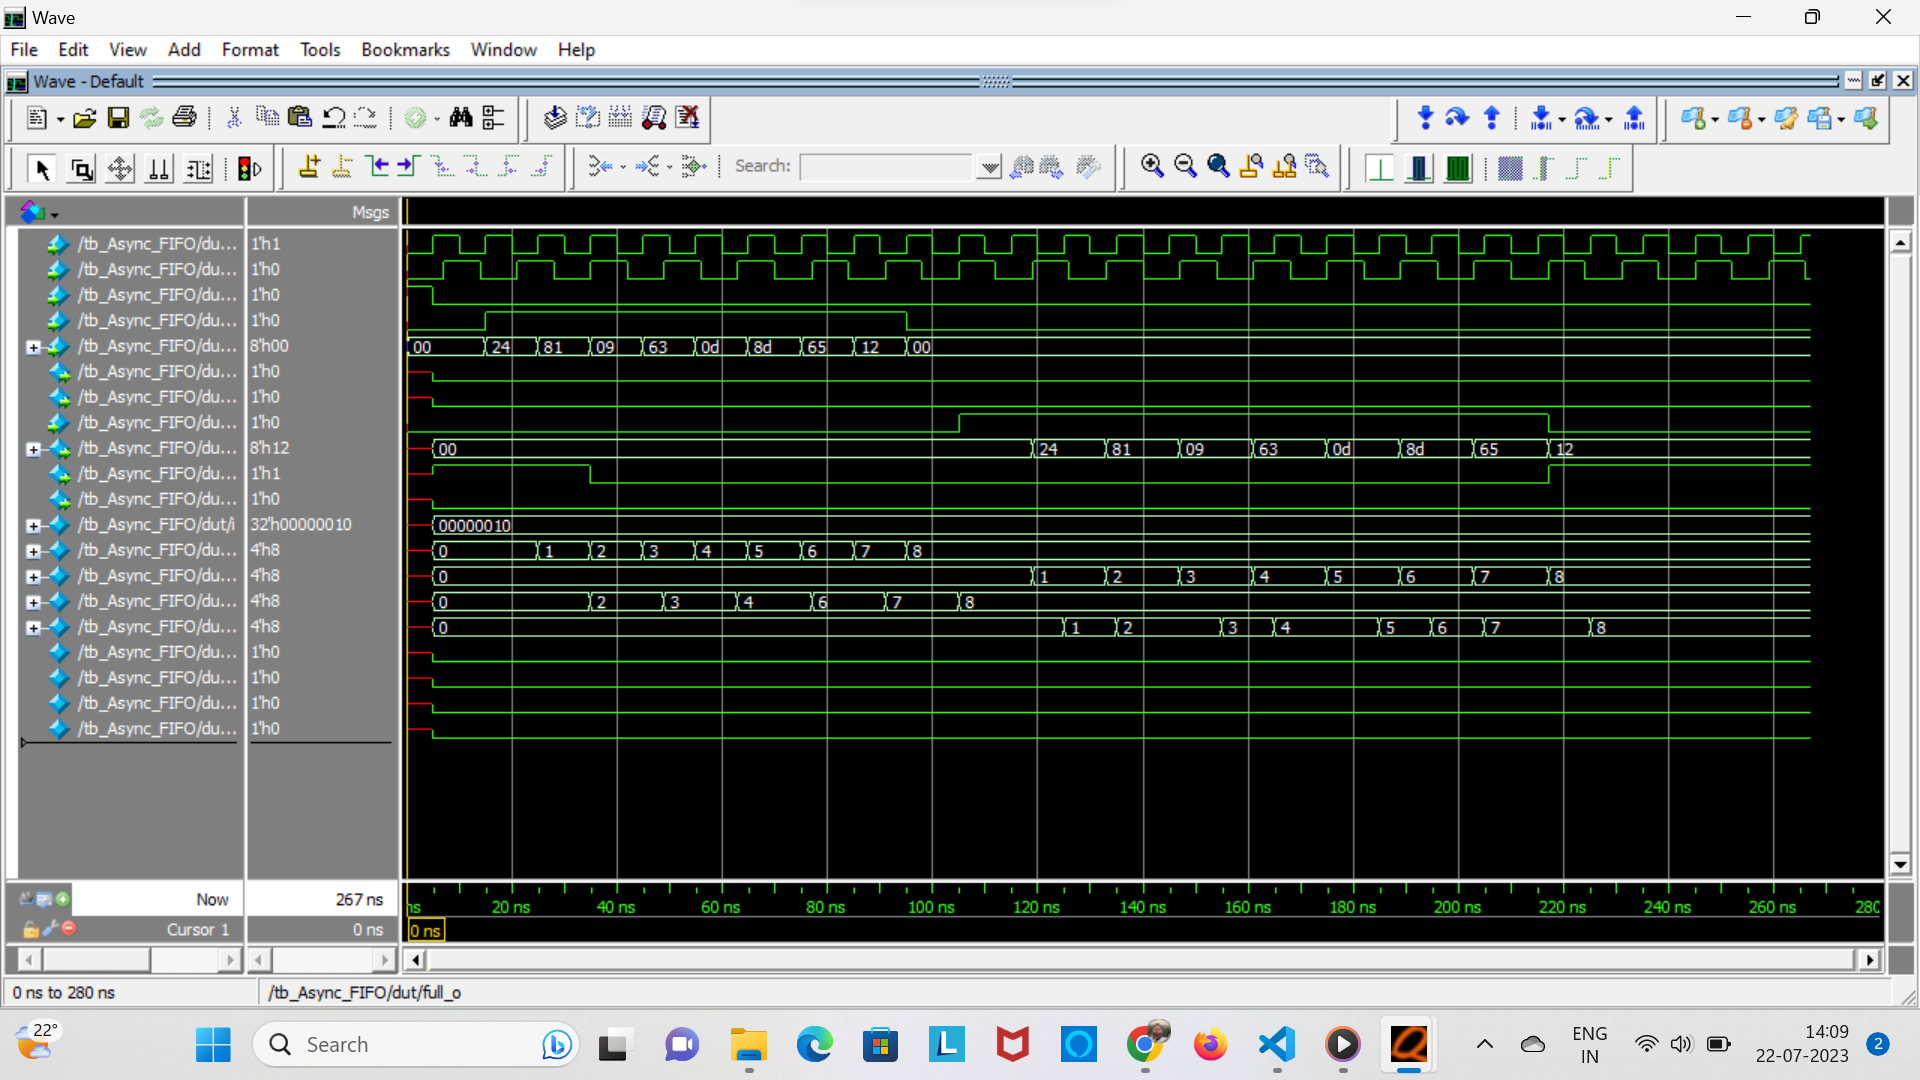 Wave
File Edit View Add Format Tools Bookmarks Window Help
Wave - Default
Search:
Msgs
/tb_Async_FIFO/du... 1'h1
/tb_Async_FIFO/du... 1'h0
/tb_Async_FIFO/du... 1'h0
/tb_Async_FIFO/du... 1'h0
/tb_Async_FIFO/du... 8'h00 00 24 81 09 63 0d 8d 65 12 00
/tb_Async_FIFO/du... 1'h0
/tb_Async_FIFO/du... 1'h0
/tb_Async_FIFO/du... 1'h0
/tb_Async_FIFO/du... 8'h12 00 24 81 09 63 0d 8d 65 12
/tb_Async_FIFO/du... 1'h1
/tb_Async_FIFO/du... 1'h0
/tb_Async_FIFO/dut/i 32'h00000010 00000010
/tb_Async_FIFO/du... 4'h8 0 1 2 3 4 5 6 7 8
/tb_Async_FIFO/du... 4'h8 0 1 2 3 4 5 6 7 8
/tb_Async_FIFO/du... 4'h8 0 2 3 4 6 7 8
/tb_Async_FIFO/du... 4'h8 0 1 2 3 4 5 6 7 8
/tb_Async_FIFO/du... 1'h0
/tb_Async_FIFO/du... 1'h0
/tb_Async_FIFO/du... 1'h0
/tb_Async_FIFO/du... 1'h0
Now 267 ns ns 20 ns 40 ns 60 ns 80 ns 100 ns 120 ns 140 ns 160 ns 180 ns 200 ns 220 ns 240 ns 260 ns 280
Cursor 1 0 ns 0 ns
0 ns to 280 ns /tb_Async_FIFO/dut/full_o
22°
Search
L
ENG
IN
14:09
22-07-2023
2